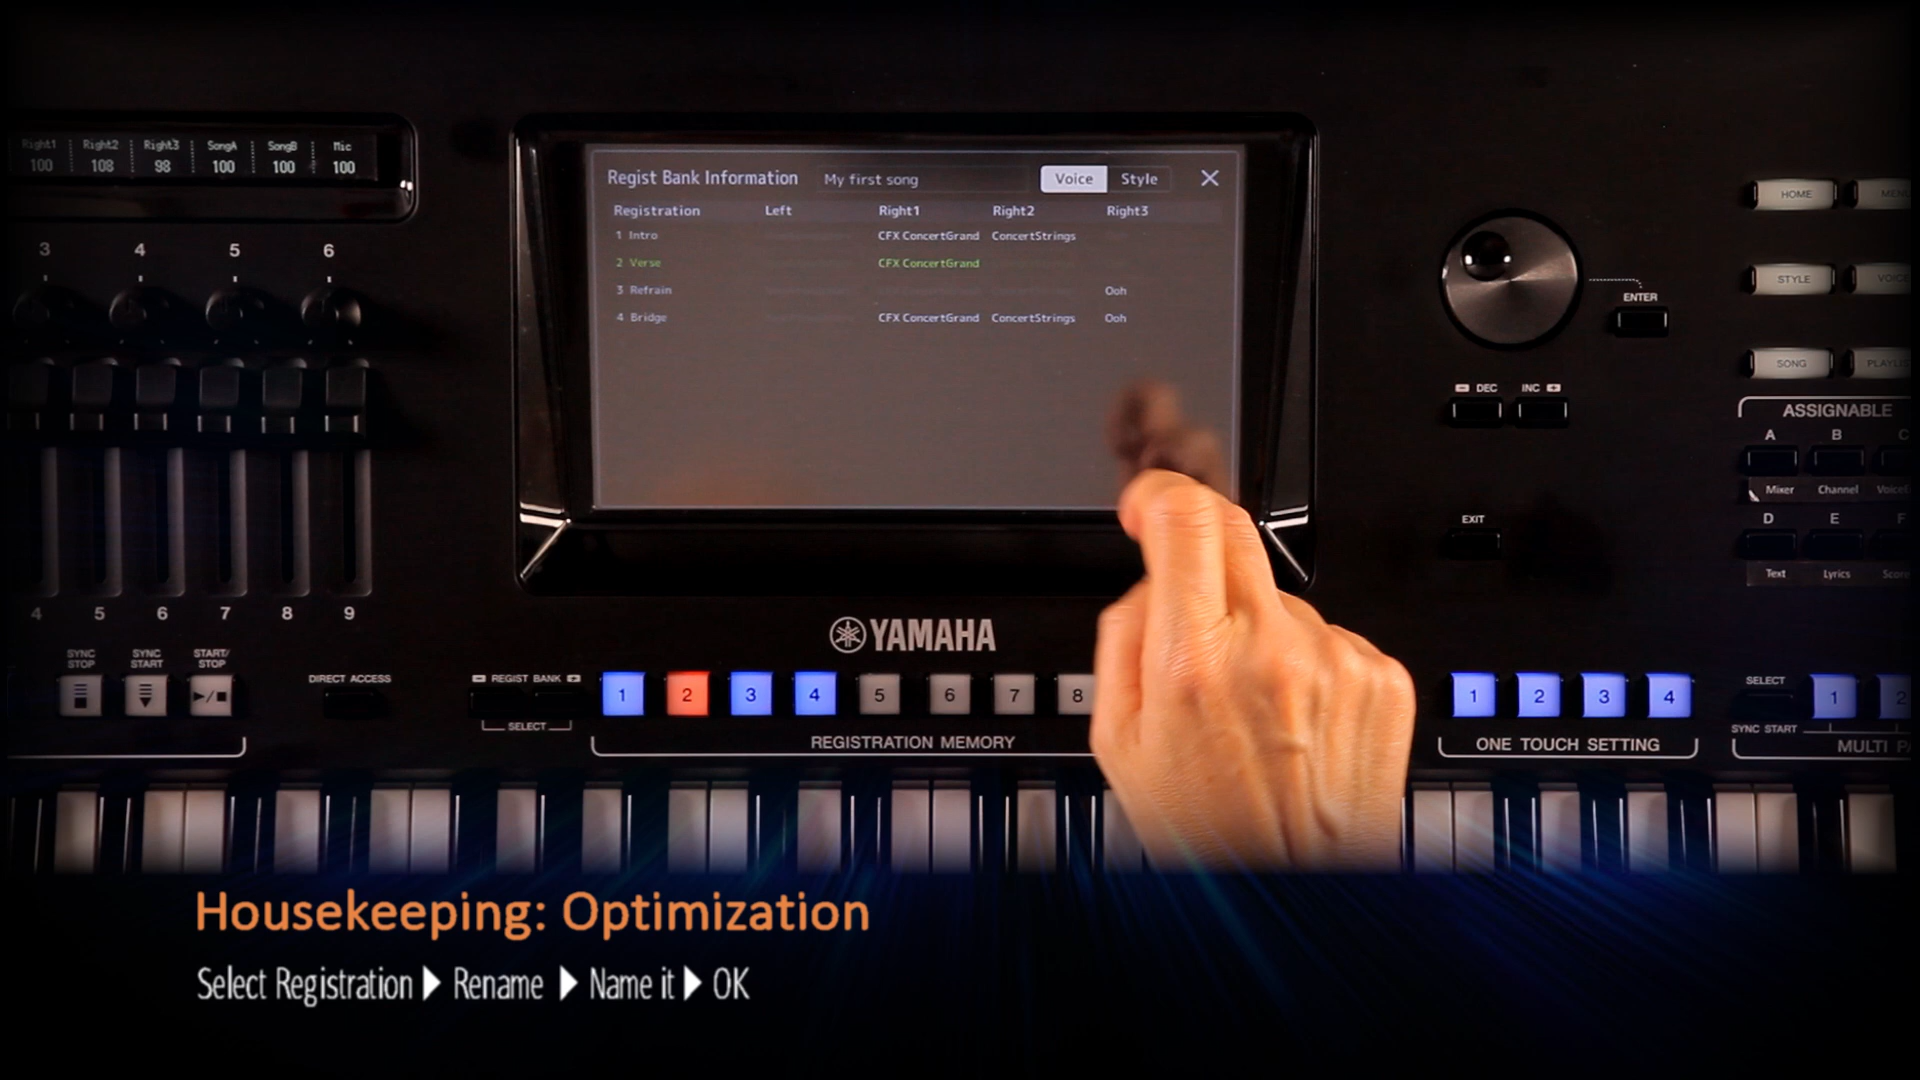 Right1 Right2 Right3 SongA SongB Mic
100 108 98 100 100 100
Regist Bank Information My first song Voice Style
Registration Left Right1 Right2 Right3
1 Intro CFX ConcertGrand ConcertStrings
2 Verse CFX ConcertGrand
3 Refrain Ooh
4 Bridge CFX ConcertGrand ConcertStrings Ooh
3 4 5 6
4 5 6 7 8 9
HOME
STYLE
ENTER
SONG
DEC INC
ASSIGNABLE
A B C
Mixer Channel
EXIT
D E F
Text Lyrics
YAMAHA
SYNC STOP
SYNC START
START/STOP
DIRECT ACCESS
REGIST BANK
SELECT
1 2 3 4 5 6 7 8
REGISTRATION MEMORY
1 2 3 4
ONE TOUCH SETTING
SELECT
1 2
SYNC START
MULTI
Housekeeping: Optimization
Select Registration ▶ Rename ▶ Name it ▶ OK